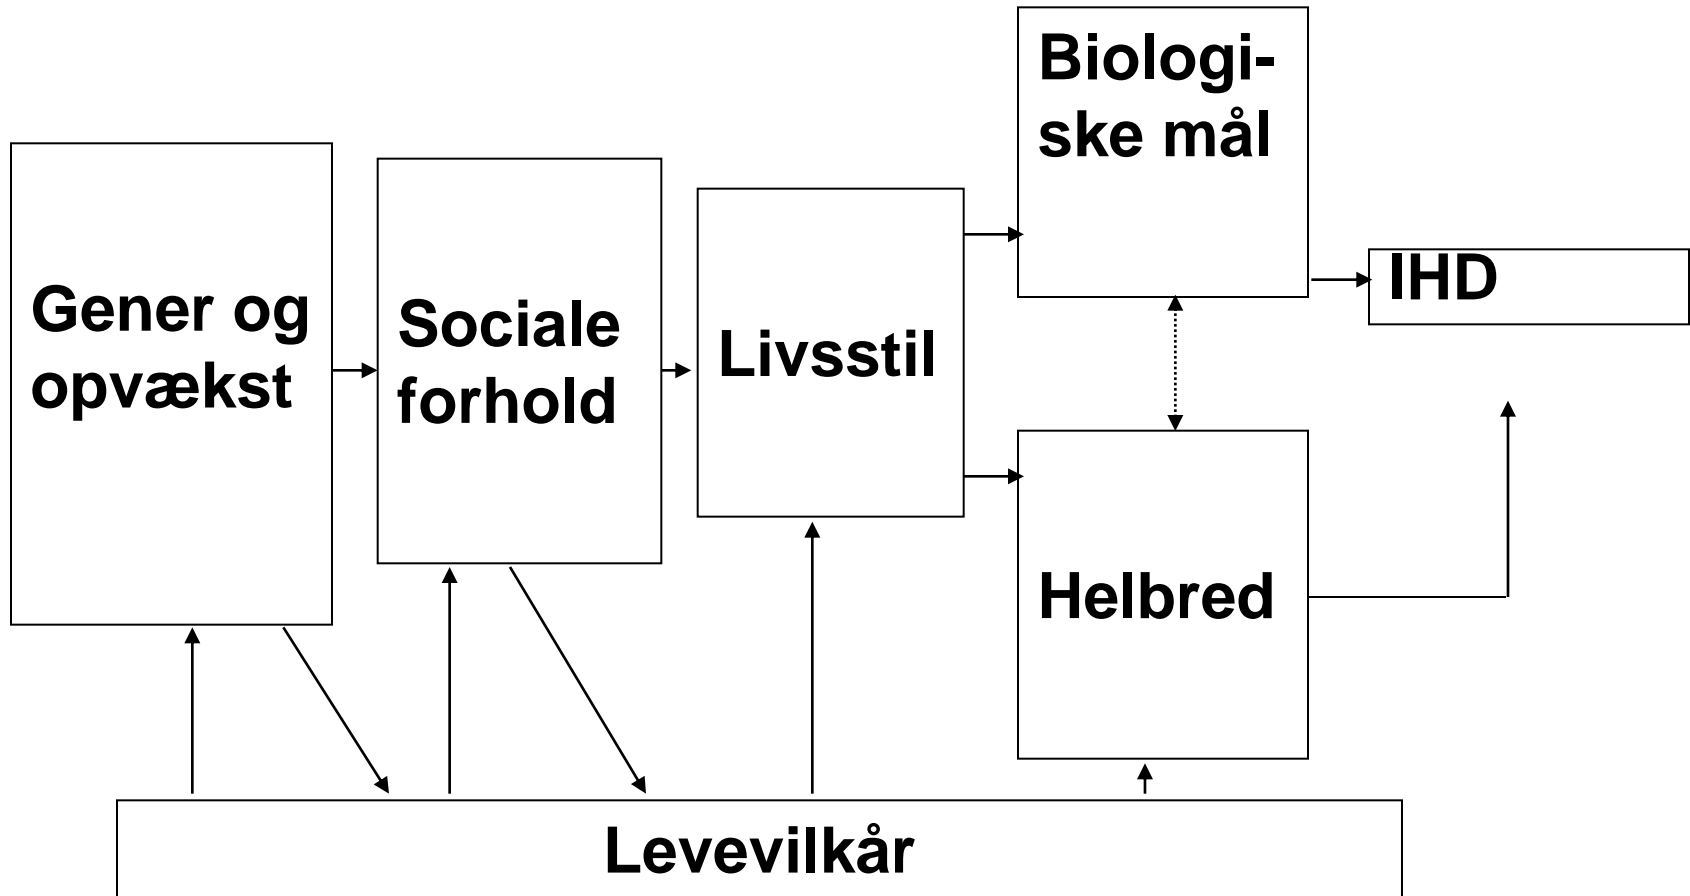 Gener og
opvækst
Sociale
forhold
Livsstil
Biologi-
ske mål
Helbred
IHD
Levevilkår